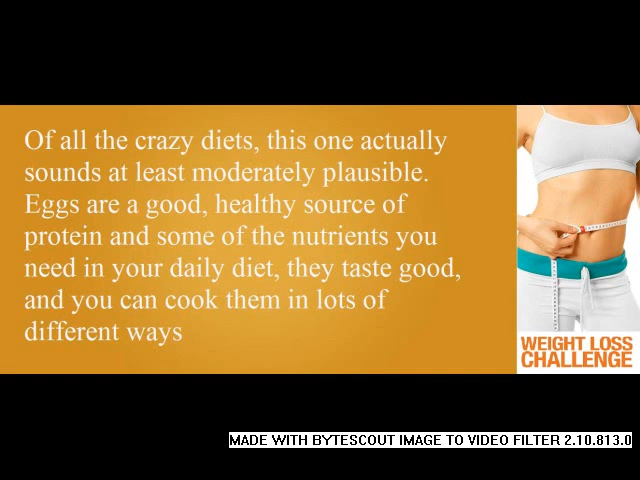 Of all the crazy diets, this one actually
sounds at least moderately plausible.
Eggs are a good, healthy source of
protein and some of the nutrients you
need in your daily diet, they taste good,
and you can cook them in lots of
different ways
WEIGHT LOSS
CHALLENGE
MADE WITH BYTESCOUT IMAGE TO VIDEO FILTER 2.10.813.0